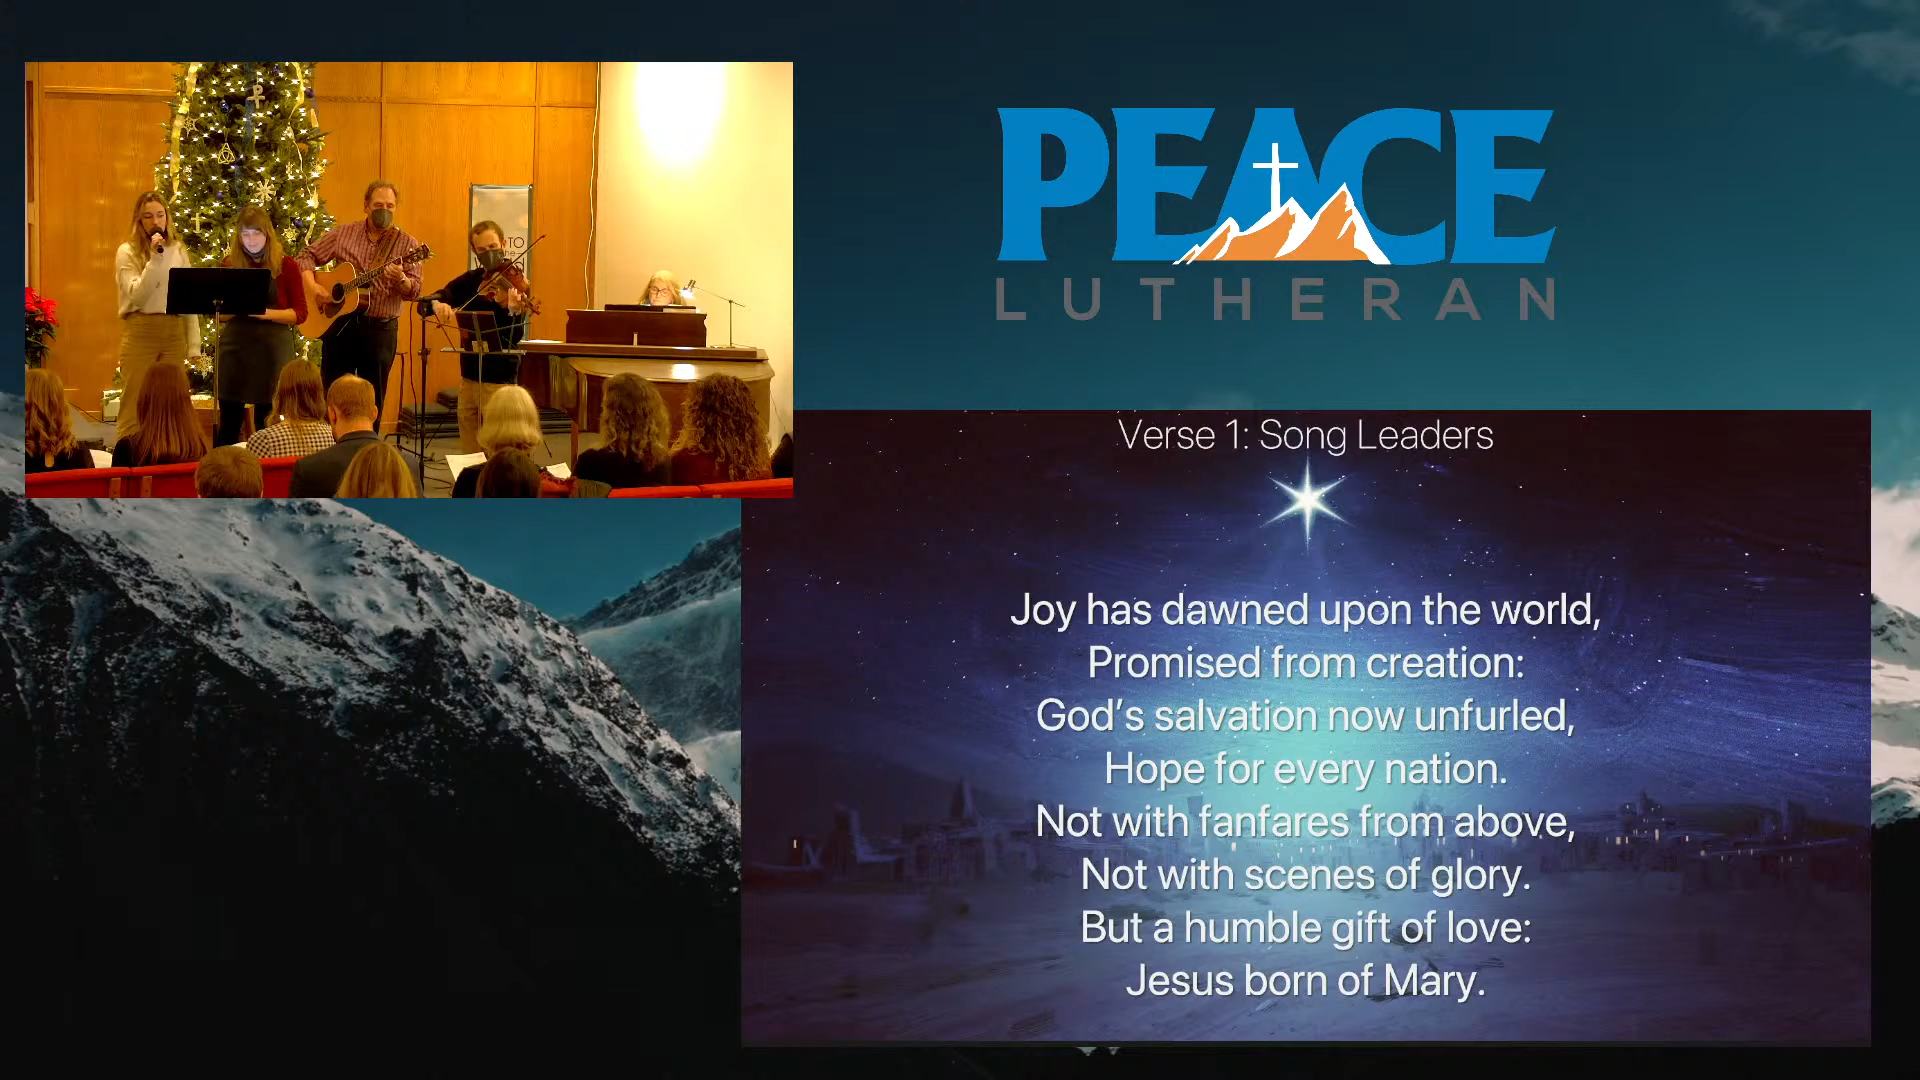 TO
PEACE
LUTHERAN
Verse 1: Song Leaders
Joy has dawned upon the world,
Promised from creation:
God's salvation now unfurled,
Hope for every nation.
Not with fanfares from above,
Not with scenes of glory.
But a humble gift of love:
Jesus born of Mary.